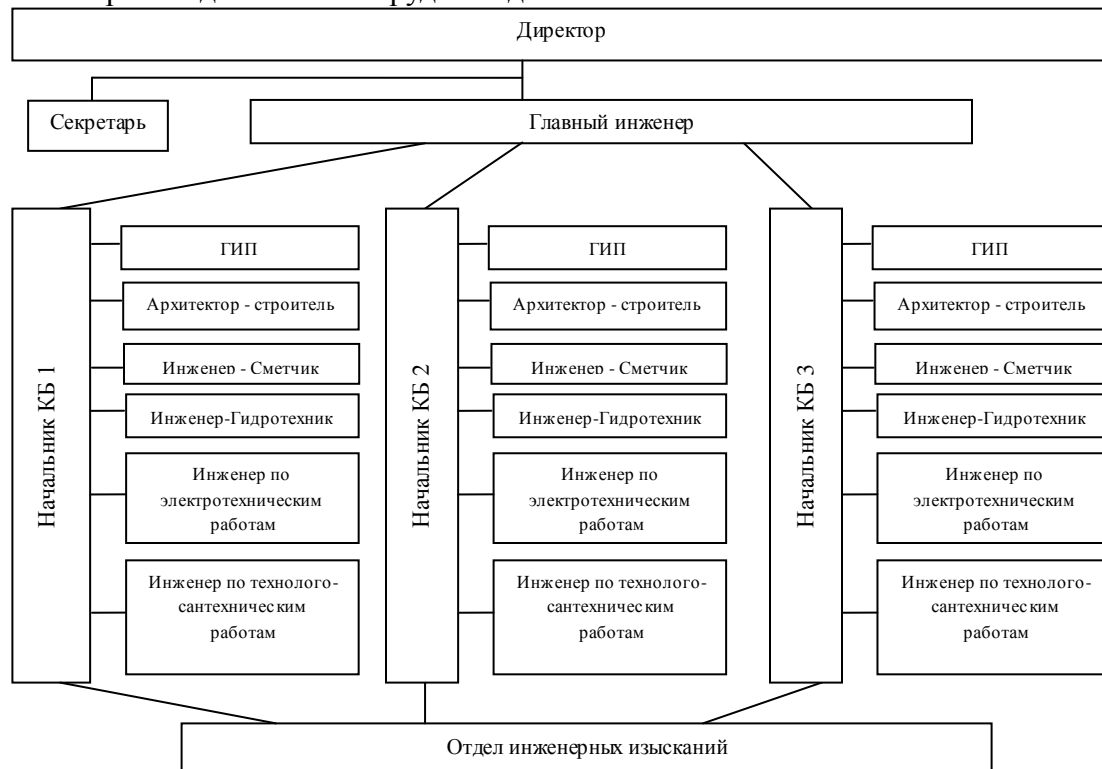 Директор
Секретарь
Главный инженер
Начальник КБ 1
ГИП
Архитектор - строитель
Инженер - Сметчик
Инженер-Гидротехник
Инженер по
электротехническим
работам
Инженер по технолого-
сантехническим
работам
Начальник КБ 2
ГИП
Архитектор - строитель
Инженер - Сметчик
Инженер-Гидротехник
Инженер по
электротехническим
работам
Инженер по технолого-
сантехническим
работам
Начальник КБ 3
ГИП
Архитектор - строитель
Инженер - Сметчик
Инженер-Гидротехник
Инженер по
электротехническим
работам
Инженер по технолого-
сантехническим
работам
Отдел инженерных изысканий